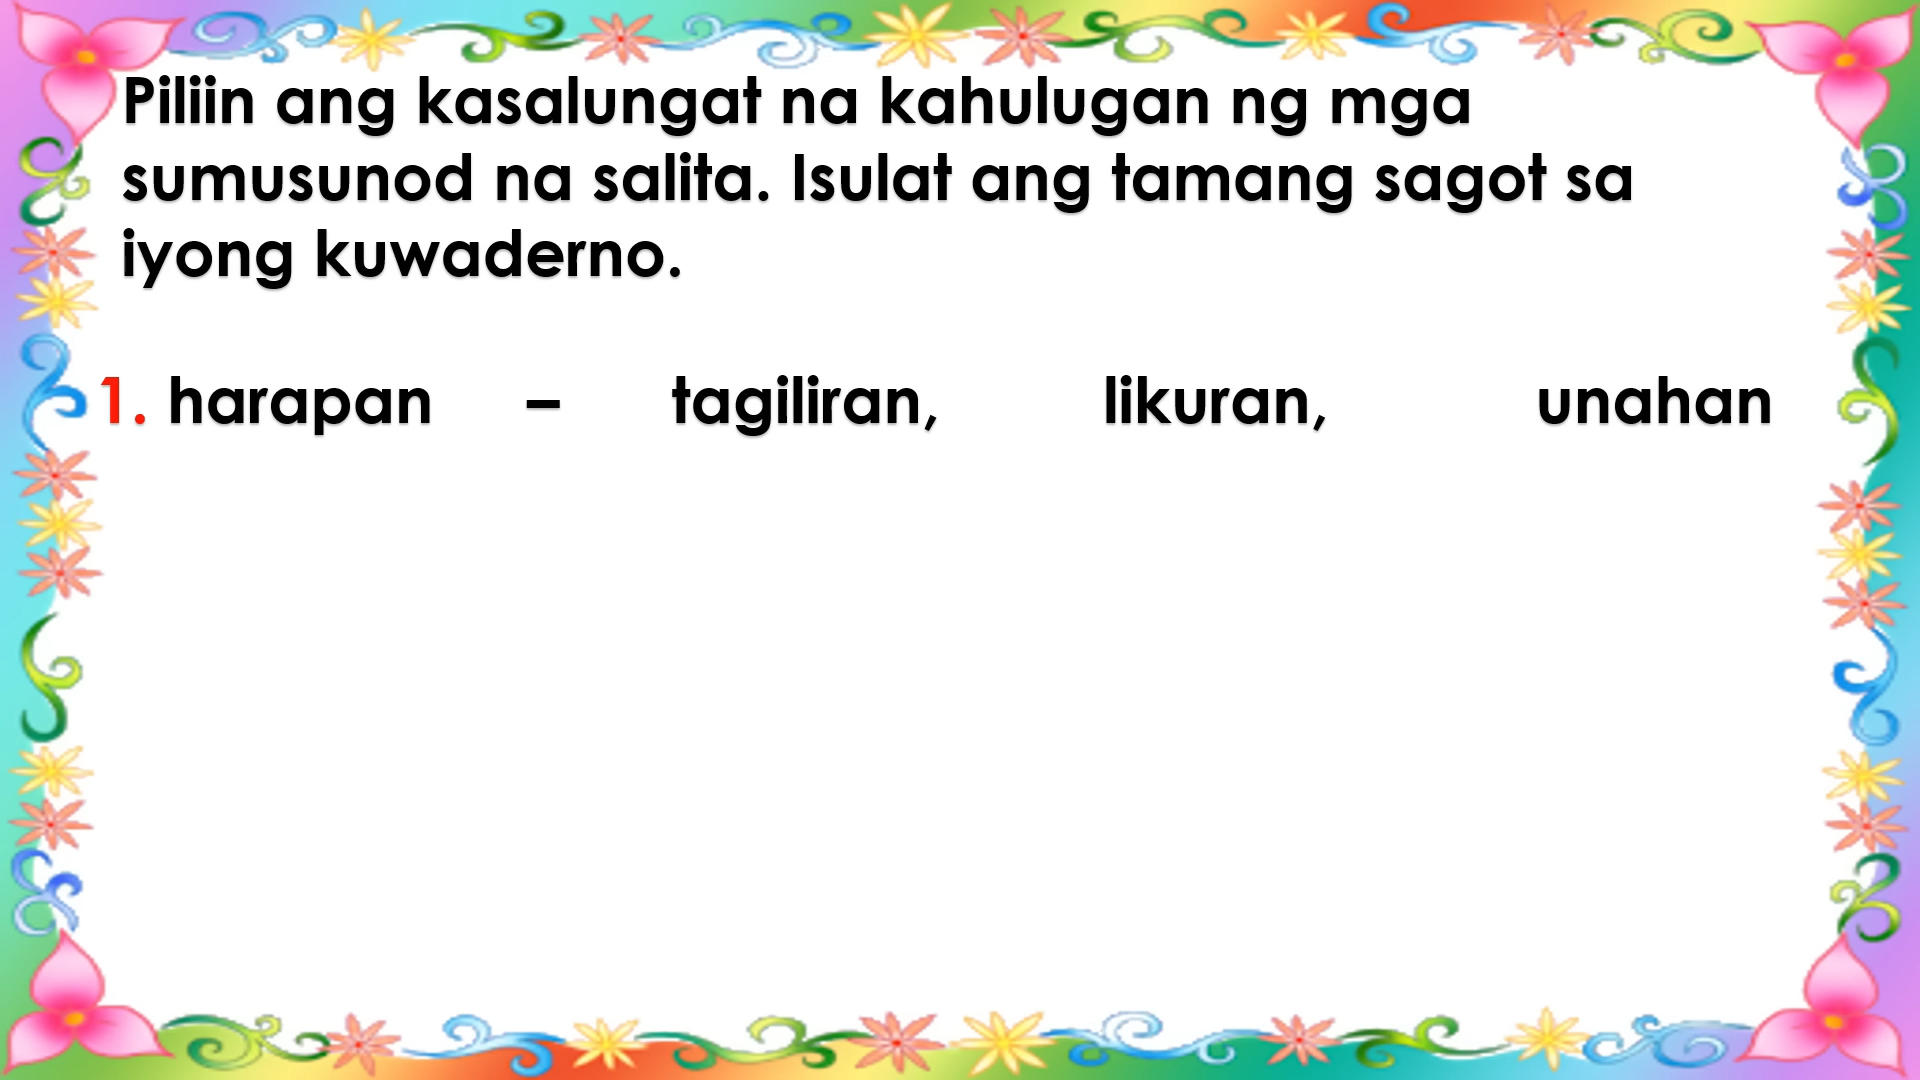 Piliin ang kasalungat na kahulugan ng mga
sumusunod na salita. Isulat ang tamang sagot sa
iyong kuwaderno.
1. harapan – tagiliran, likuran, unahan